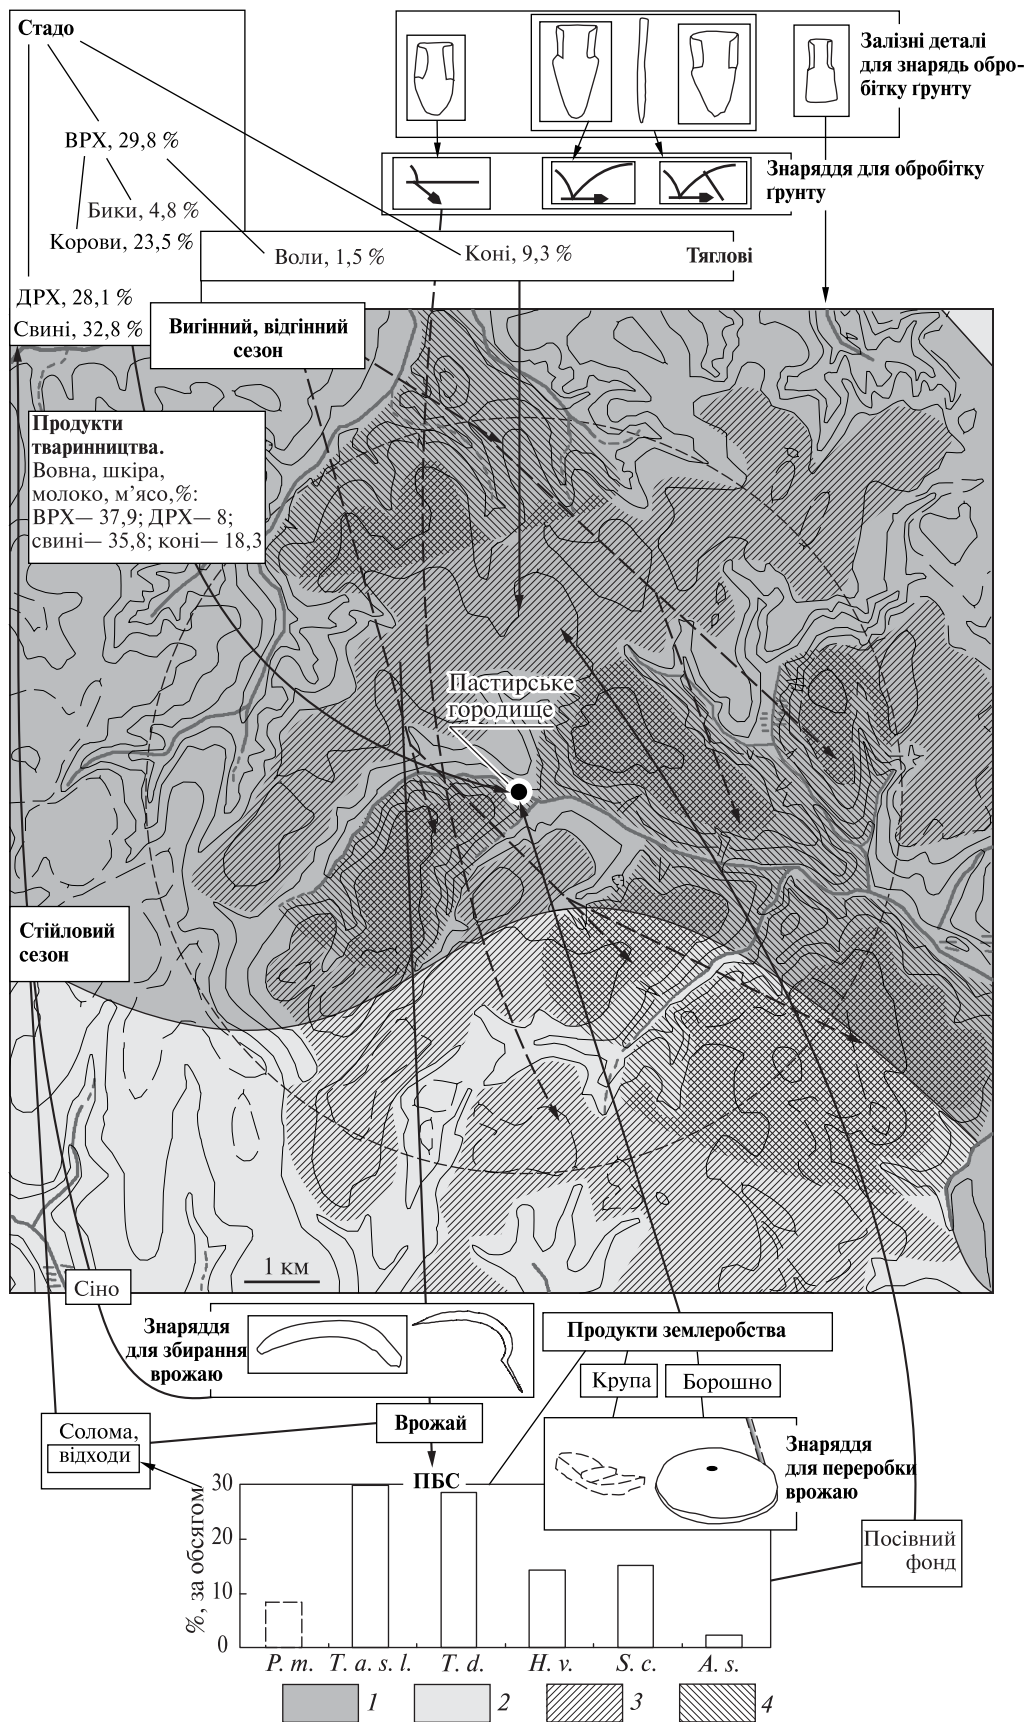 Стадо
Залізні деталі
для знарядь обро-
бітку ґрунту
ВРХ, 29,8 %
Знаряддя для обробітку
ґрунту
Бики, 4,8 %
Корови, 23,5 %
Воли, 1,5 %
Коні, 9,3 %
Тяглові
ДРХ, 28,1 %
Свині, 32,8 %
Вигінний, відгінний
сезон
Продукти
тваринництва.
Вовна, шкіра,
молоко, м’ясо,%:
ВРХ— 37,9; ДРХ— 8;
свині— 35,8; коні— 18,3
Пастирське
городище
Стійловий
сезон
1 км
Сіно
Знаряддя
для збирання
врожаю
Продукти землеробства
Крупа
Борошно
Солома,
відходи
Врожай
Знаряддя
для переробки
врожаю
ПБС
Посівний
фонд
%, за обсягом
30
20
10
0
P. m.
T. a. s. l.
T. d.
H. v.
S. c.
A. s.
1
2
3
4